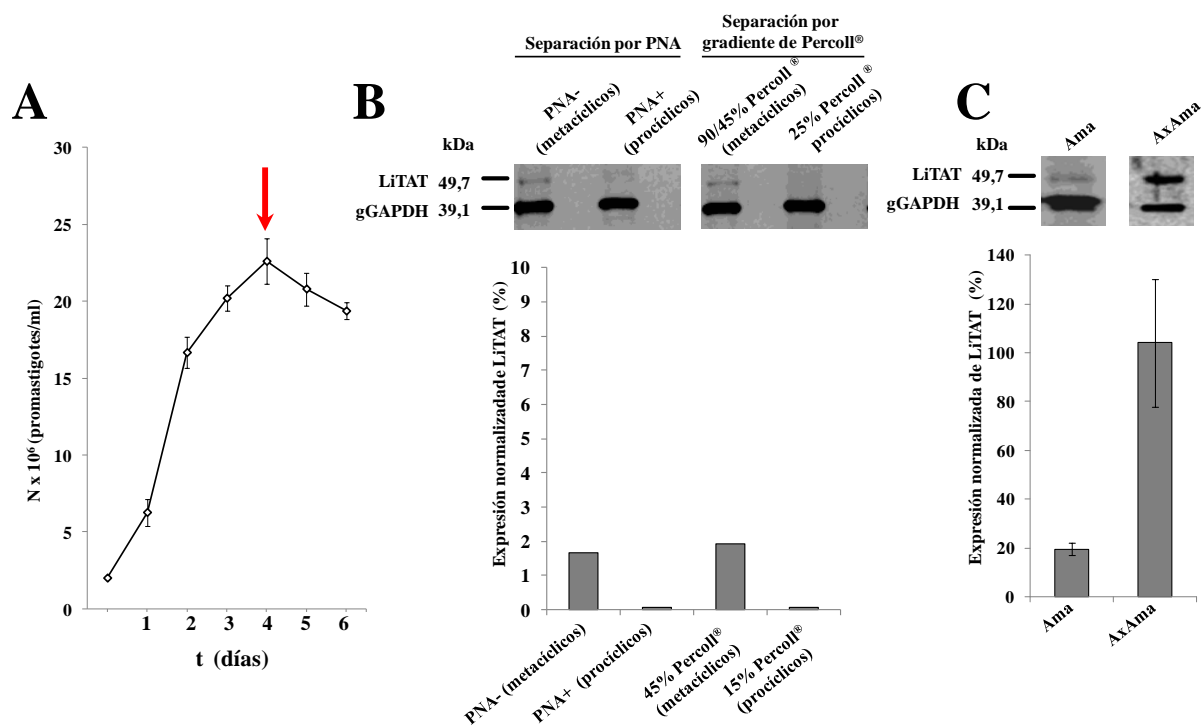 A
30
25
20
15
10
5
0
N x 10⁶ (promastigotes/ml)
1 2 3 4 5 6
t (días)
B
Separación por PNA
Separación por
gradiente de Percoll®
PNA-
(metacíclicos)
PNA+
(procíclicos)
90/45% Percoll ®
(metacíclicos)
25% Percoll ®
procíclicos)
kDa
LiTAT 49,7
gGAPDH 39,1
10
9
8
7
6
5
4
3
2
1
0
Expresión normalizadade LiTAT (%)
PNA- (metacíclicos)
PNA+ (procíclicos)
45% Percoll®
(metacíclicos)
15% Percoll®
(procíclicos)
C
Ama
AxAma
kDa
LiTAT 49,7
gGAPDH 39,1
140
120
100
80
60
40
20
0
Expresión normalizada de LiTAT (%)
Ama
AxAma